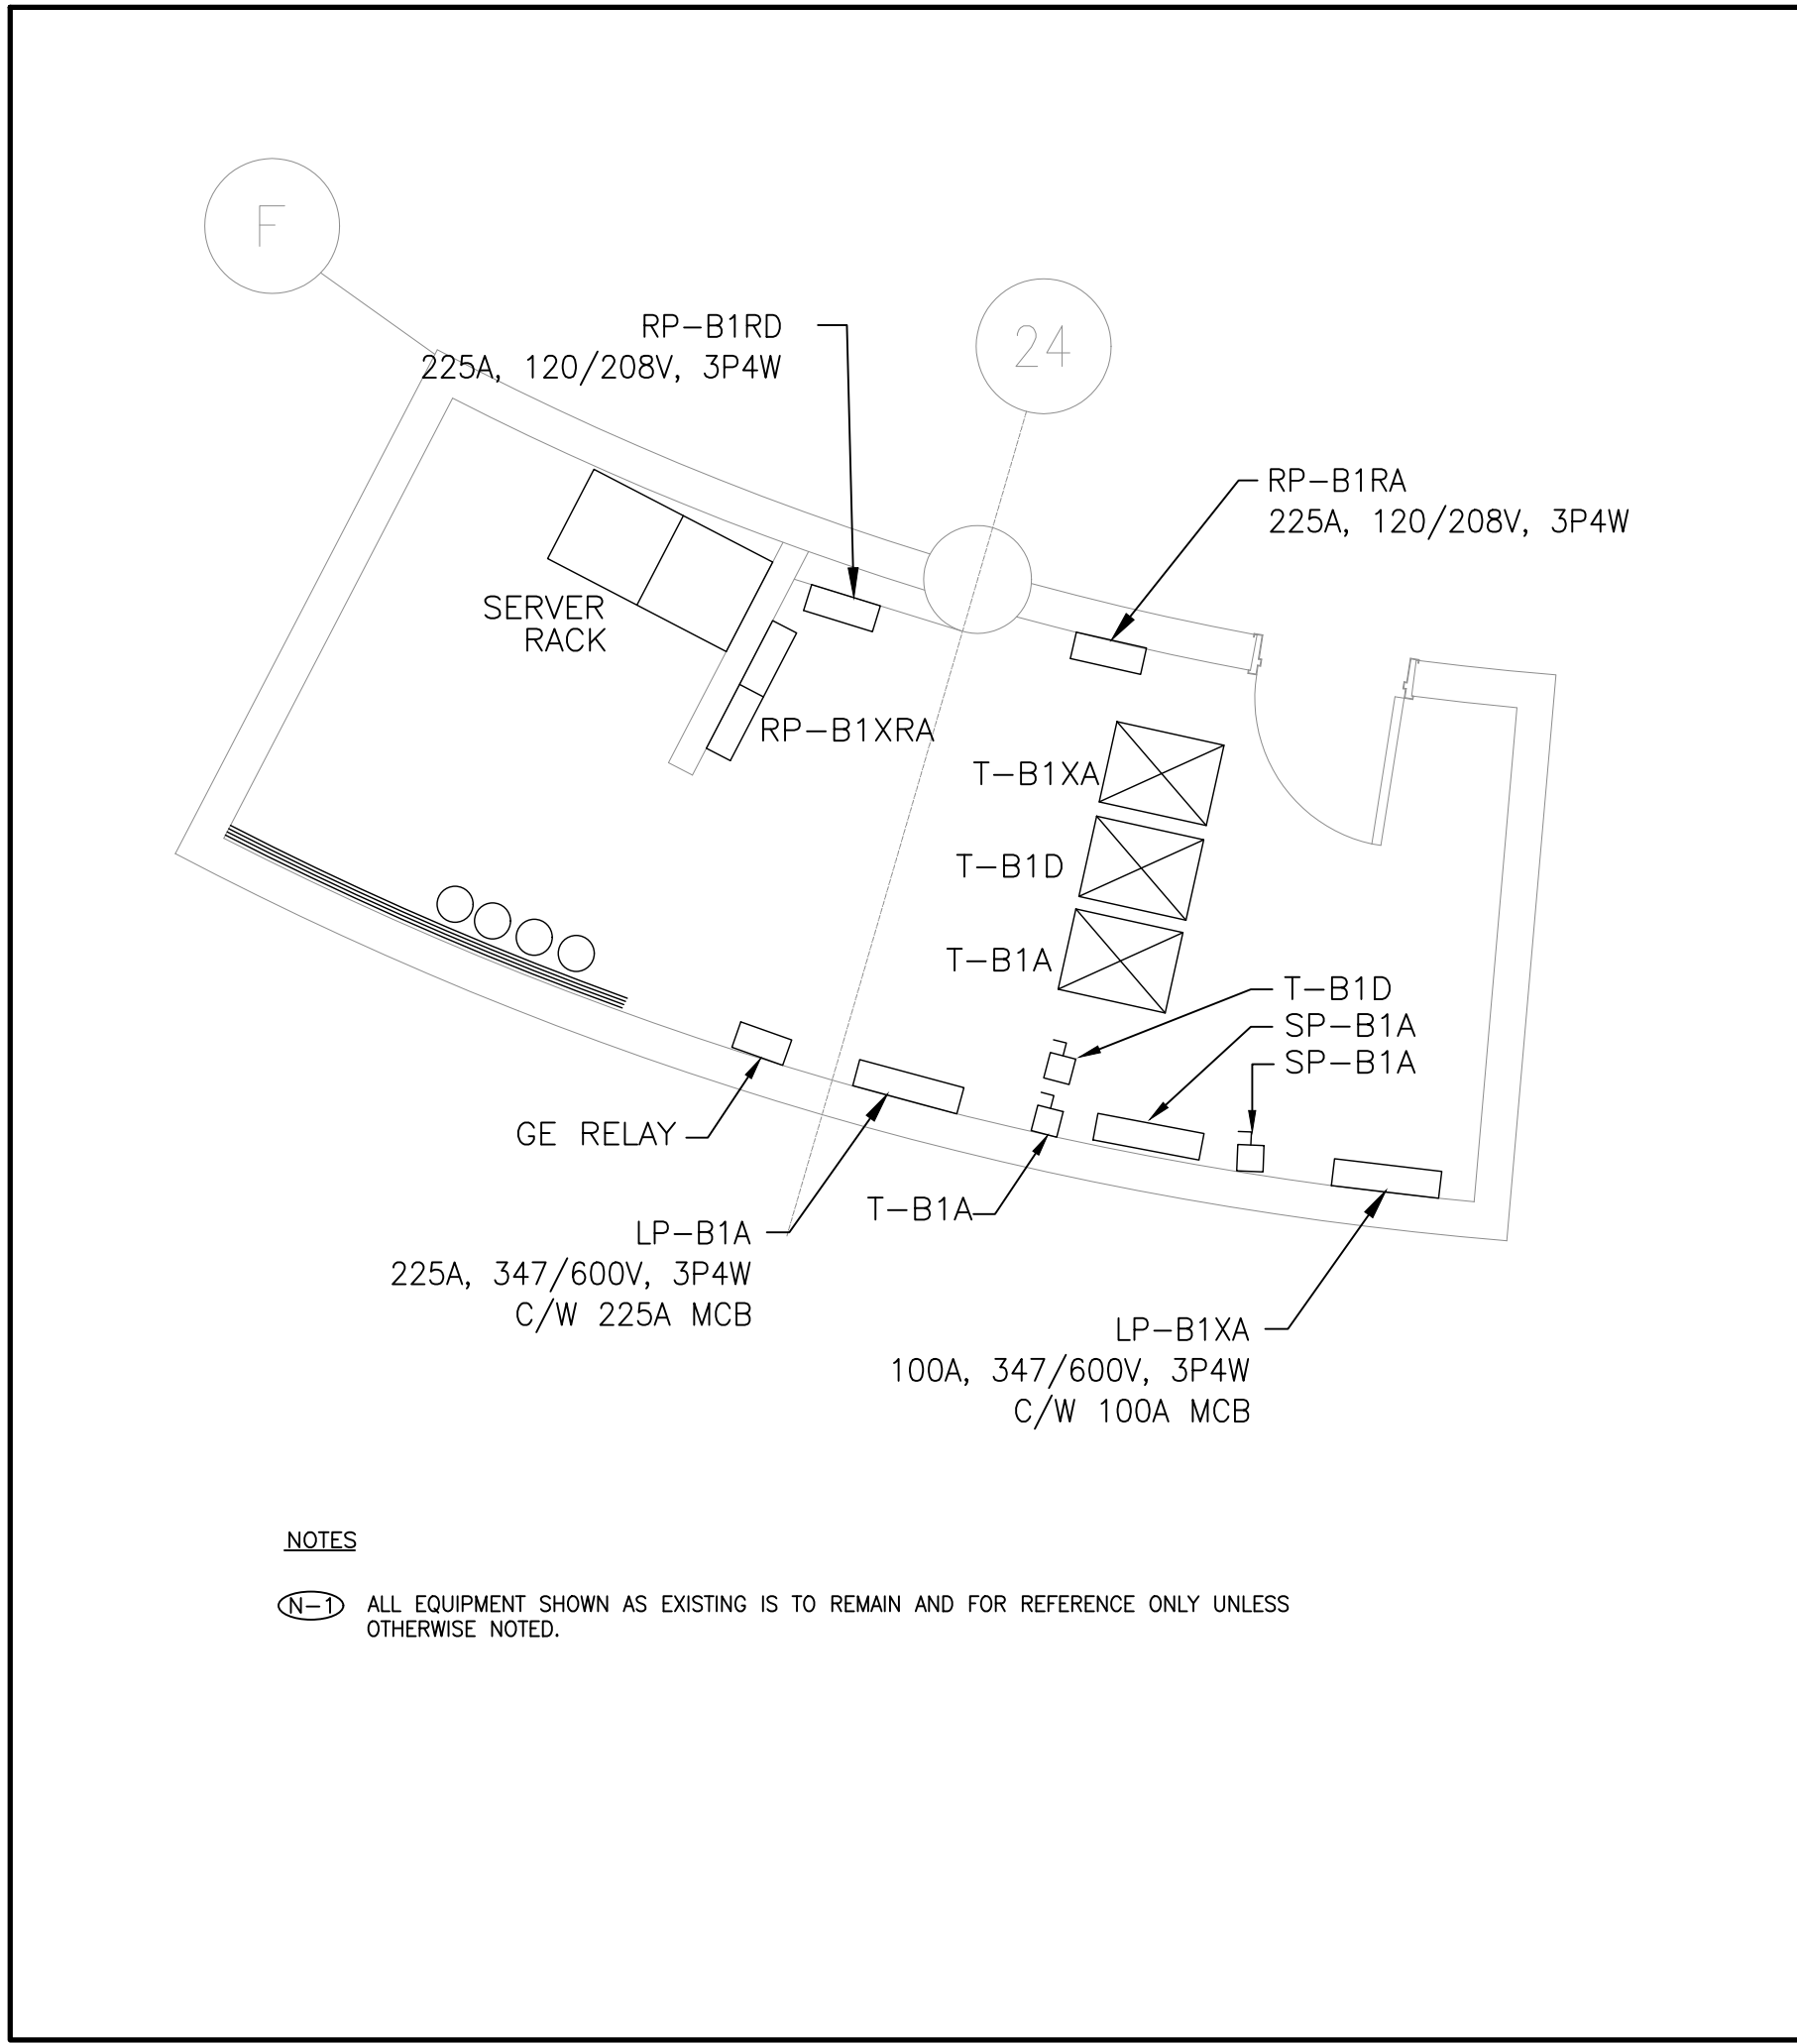 F
24
RP-B1RD
225A, 120/208V, 3P4W
RP-B1RA
225A, 120/208V, 3P4W
SERVER
RACK
RP-B1XRA
T-B1XA
T-B1D
T-B1A
T-B1D
SP-B1A
SP-B1A
GE RELAY
T-B1A
LP-B1A
225A, 347/600V, 3P4W
C/W 225A MCB
LP-B1XA
100A, 347/600V, 3P4W
C/W 100A MCB
NOTES
N-1 ALL EQUIPMENT SHOWN AS EXISTING IS TO REMAIN AND FOR REFERENCE ONLY UNLESS
OTHERWISE NOTED.